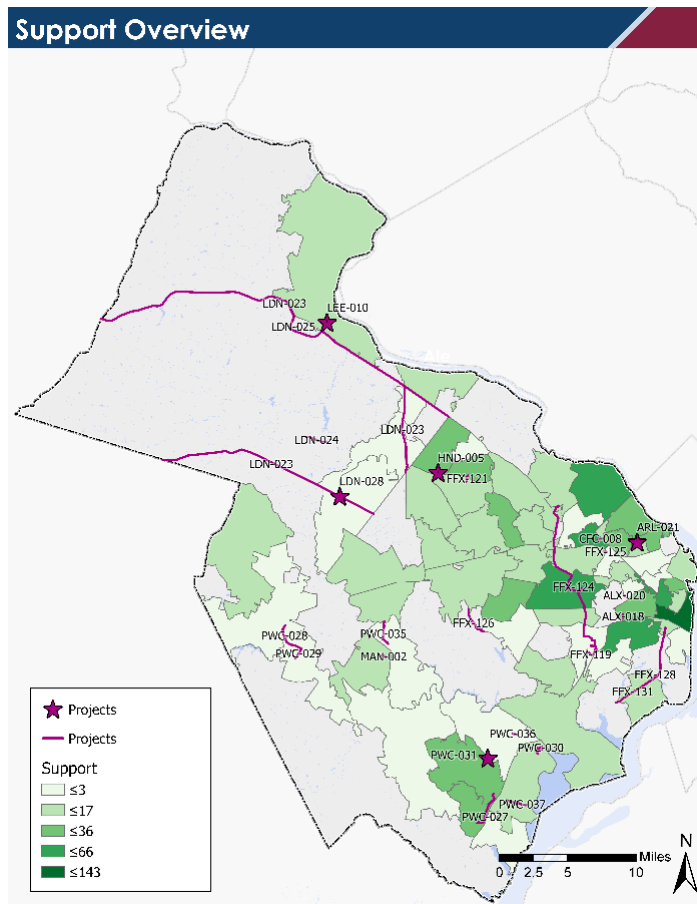 Support Overview
LDN-023
LEE-010
LDN-025
LDN-023
LDN-024
LDN-023
HND-005
FFX-121
LDN-028
ARL-021
CFC-008
FFX-125
FFX-124
ALX-020
ALX-018
FFX-126
PWC-028
PWC-035
PWC-029
MAN-002
FFX-119
FFX-128
FFX-131
PWC-036
PWC-030
PWC-031
PWC-037
PWC-027
Projects
Projects
Support
≤3
≤17
≤36
≤66
≤143
Miles
0 2.5 5 10
N